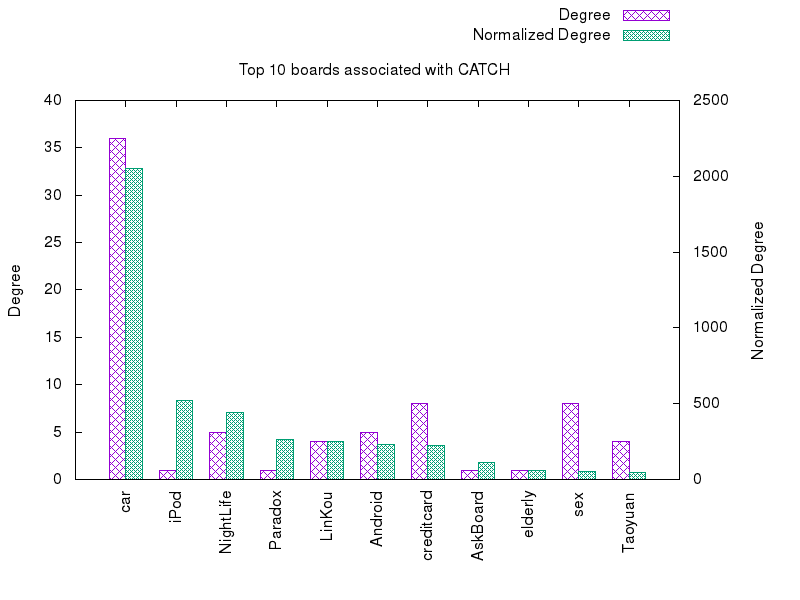 Degree
Normalized Degree
Top 10 boards associated with CATCH
40
35
30
25
20
15
10
5
0
2500
2000
1500
1000
500
0
Degree
Normalized Degree
car
iPod
NightLife
Paradox
LinKou
Android
creditcard
AskBoard
elderly
sex
Taoyuan